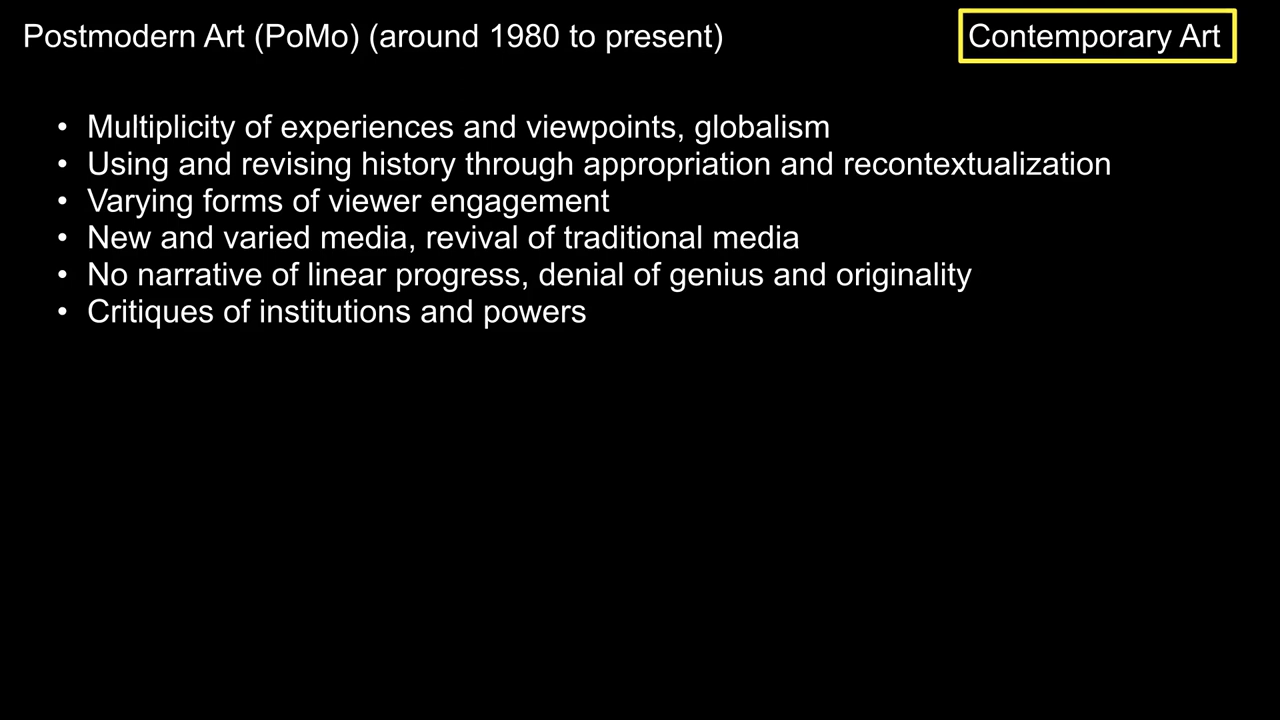 Postmodern Art (PoMo) (around 1980 to present)
Contemporary Art
• Multiplicity of experiences and viewpoints, globalism
• Using and revising history through appropriation and recontextualization
• Varying forms of viewer engagement
• New and varied media, revival of traditional media
• No narrative of linear progress, denial of genius and originality
• Critiques of institutions and powers